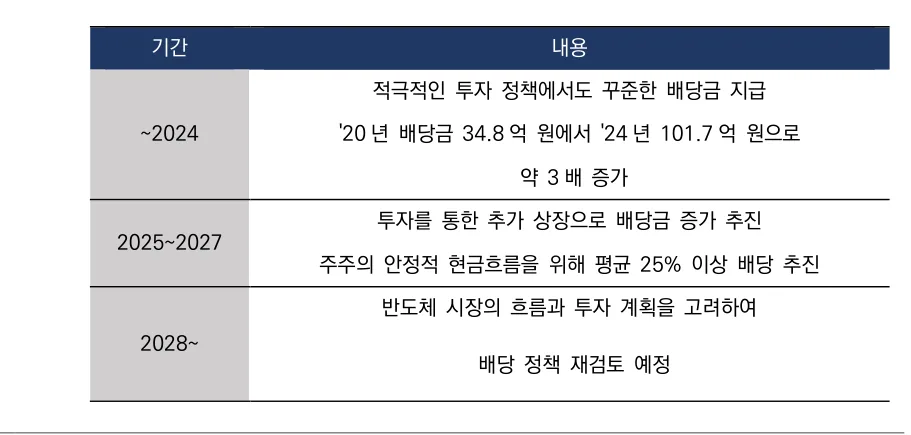 기간 내용
~2024
적극적인 투자 정책에서도 꾸준한 배당금 지급
'20년 배당금 34.8억 원에서 '24년 101.7억 원으로
약 3배 증가
2025~2027
투자를 통한 추가 상장으로 배당금 증가 추진
주주의 안정적 현금흐름을 위해 평균 25% 이상 배당 추진
2028~
반도체 시장의 흐름과 투자 계획을 고려하여
배당 정책 재검토 예정